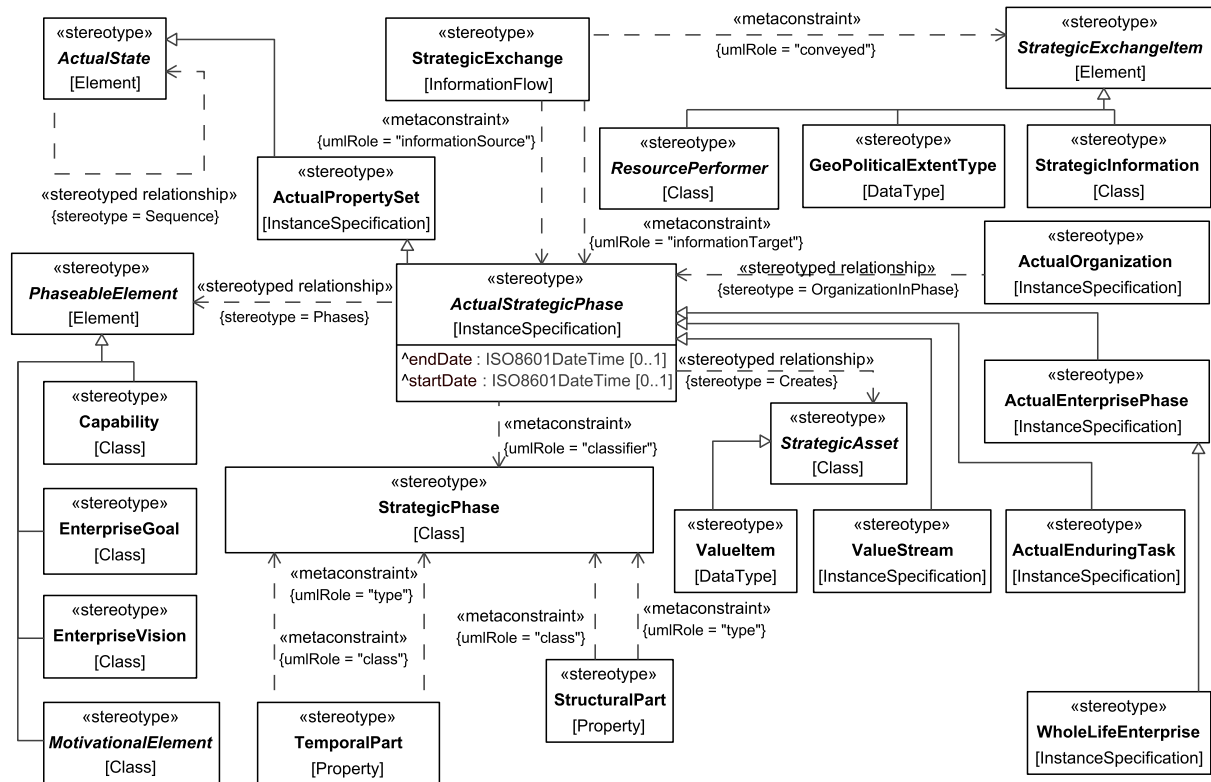 «stereotype»
ActualState
[Element]
«stereotype»
StrategicExchange
[InformationFlow]
«metaconstraint»
{umlRole = "conveyed"}
«stereotype»
StrategicExchangeItem
[Element]
«metaconstraint»
{umlRole = "informationSource"}
«stereotype»
ResourcePerformer
[Class]
«stereotype»
GeoPoliticalExtentType
[DataType]
«stereotype»
StrategicInformation
[Class]
«stereotyped relationship»
{stereotype = Sequence}
«stereotype»
ActualPropertySet
[InstanceSpecification]
«metaconstraint»
{umlRole = "informationTarget"}
«stereotype»
PhaseableElement
[Element]
«stereotyped relationship»
{stereotype = Phases}
«stereotype»
ActualStrategicPhase
[InstanceSpecification]
^endDate : ISO8601DateTime [0..1]
^startDate : ISO8601DateTime [0..1]
«stereotyped relationship»
{stereotype = OrganizationInPhase}
«stereotype»
ActualOrganization
[InstanceSpecification]
«stereotyped relationship»
{stereotype = Creates}
«stereotype»
Capability
[Class]
«metaconstraint»
{umlRole = "classifier"}
«stereotype»
StrategicAsset
[Class]
«stereotype»
ActualEnterprisePhase
[InstanceSpecification]
«stereotype»
StrategicPhase
[Class]
«stereotype»
EnterpriseGoal
[Class]
«stereotype»
ValueItem
[DataType]
«stereotype»
ValueStream
[InstanceSpecification]
«stereotype»
ActualEnduringTask
[InstanceSpecification]
«metaconstraint»
{umlRole = "type"}
«metaconstraint»
{umlRole = "class"}
«metaconstraint»
{umlRole = "class"}
«metaconstraint»
{umlRole = "type"}
«stereotype»
EnterpriseVision
[Class]
«stereotype»
StructuralPart
[Property]
«stereotype»
MotivationalElement
[Class]
«stereotype»
TemporalPart
[Property]
«stereotype»
WholeLifeEnterprise
[InstanceSpecification]